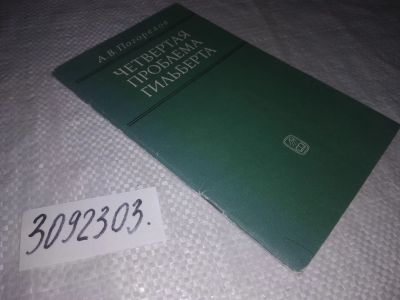 А. В. Погорелов
ЧЕТВЕРТАЯ
ПРОБЛЕМА
ГИЛЬБЕРТА
3092303.